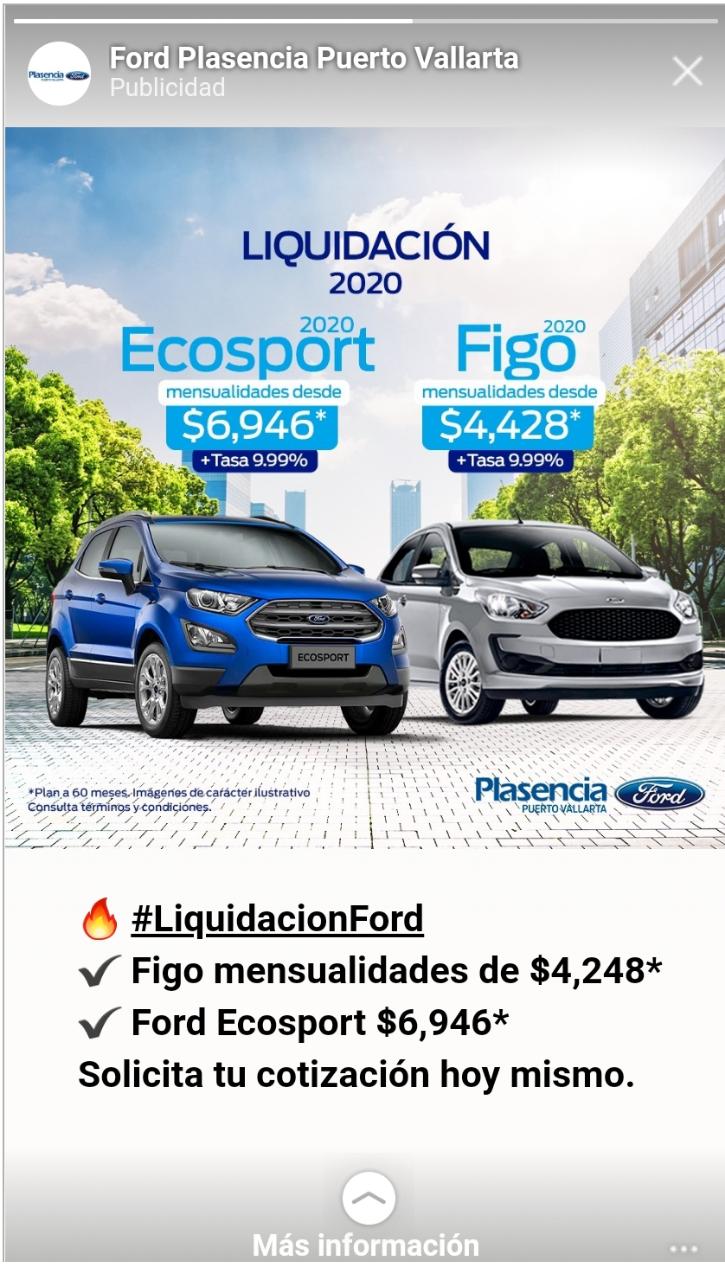 Plasencia Ford
Ford Plasencia Puerto Vallarta
Publicidad
LIQUIDACIÓN
2020
2020
Ecosport
mensualidades desde
$6,946*
+Tasa 9.99%
2020
Figo
mensualidades desde
$4,428*
+Tasa 9.99%
Ford
ECOSPORT
*Plan a 60 meses. Imágenes de carácter ilustrativo
Consulta términos y condiciones.
Plasencia Ford
PUERTO VALLARTA
🔥 #LiquidacionFord
✔ Figo mensualidades de $4,248*
✔ Ford Ecosport $6,946*
Solicita tu cotización hoy mismo.
Más información